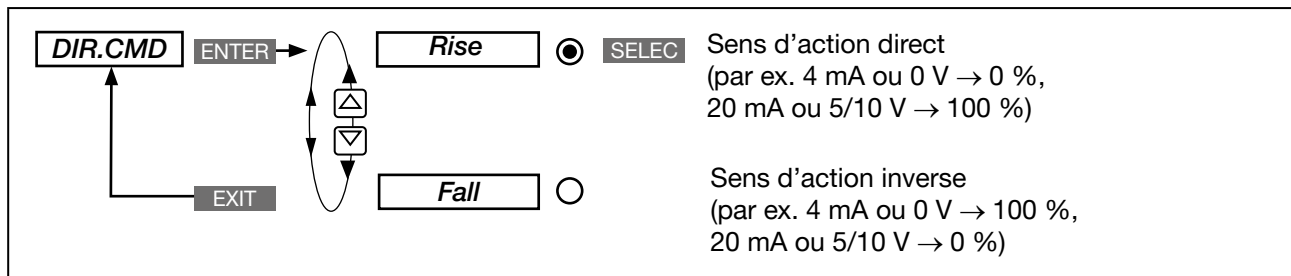 DIR.CMD ENTER Rise SELEC Sens d'action direct
(par ex. 4 mA ou 0 V → 0 %,
20 mA ou 5/10 V → 100 %)
EXIT Fall Sens d'action inverse
(par ex. 4 mA ou 0 V → 100 %,
20 mA ou 5/10 V → 0 %)